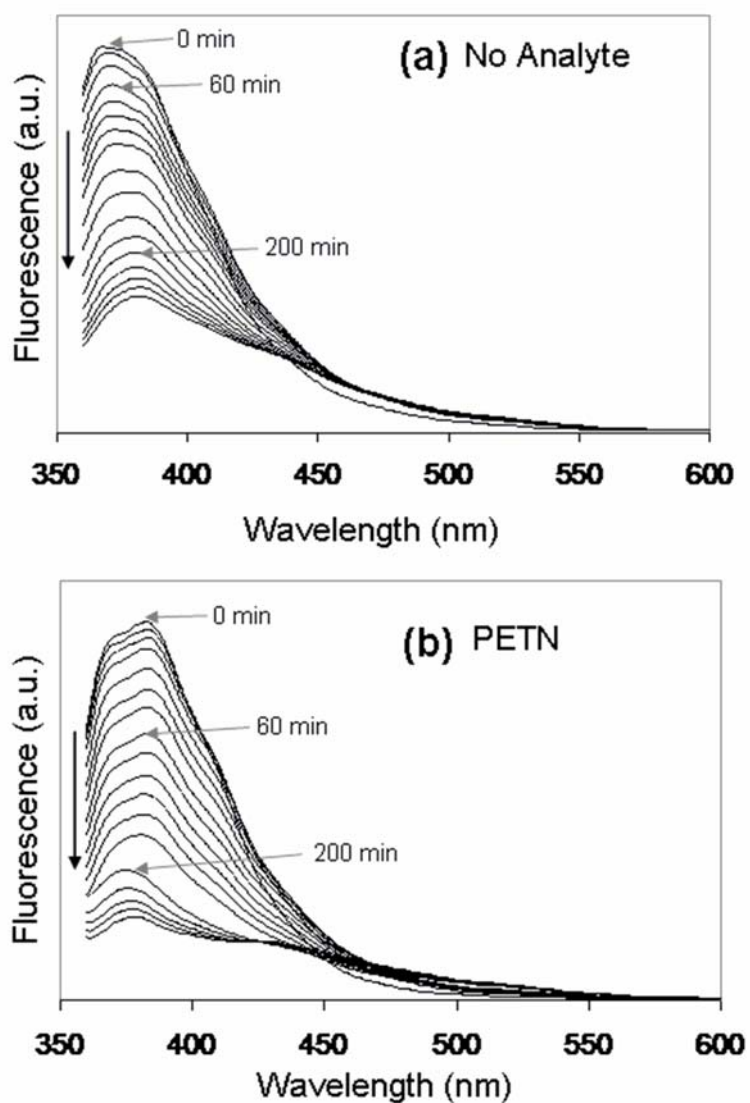 0 min
(a) No Analyte
60 min
200 min
Fluorescence (a.u.)
350 400 450 500 550 600
Wavelength (nm)
0 min
(b) PETN
60 min
200 min
Fluorescence (a.u.)
350 400 450 500 550 600
Wavelength (nm)